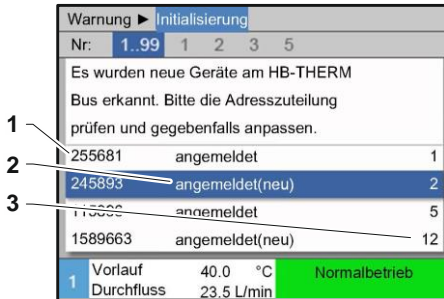 Warnung ► Initialisierung
Nr: 1..99 1 2 3 5
Es wurden neue Geräte am HB-THERM
Bus erkannt. Bitte die Adresszuteilung
prüfen und gegebenfalls anpassen.
1
255681 angemeldet 1
2
245893 angemeldet(neu) 2
3
angemeldet 5
1589663 angemeldet(neu) 12
1 Vorlauf 40.0 °C Normalbetrieb
Durchfluss 23.5 L/min